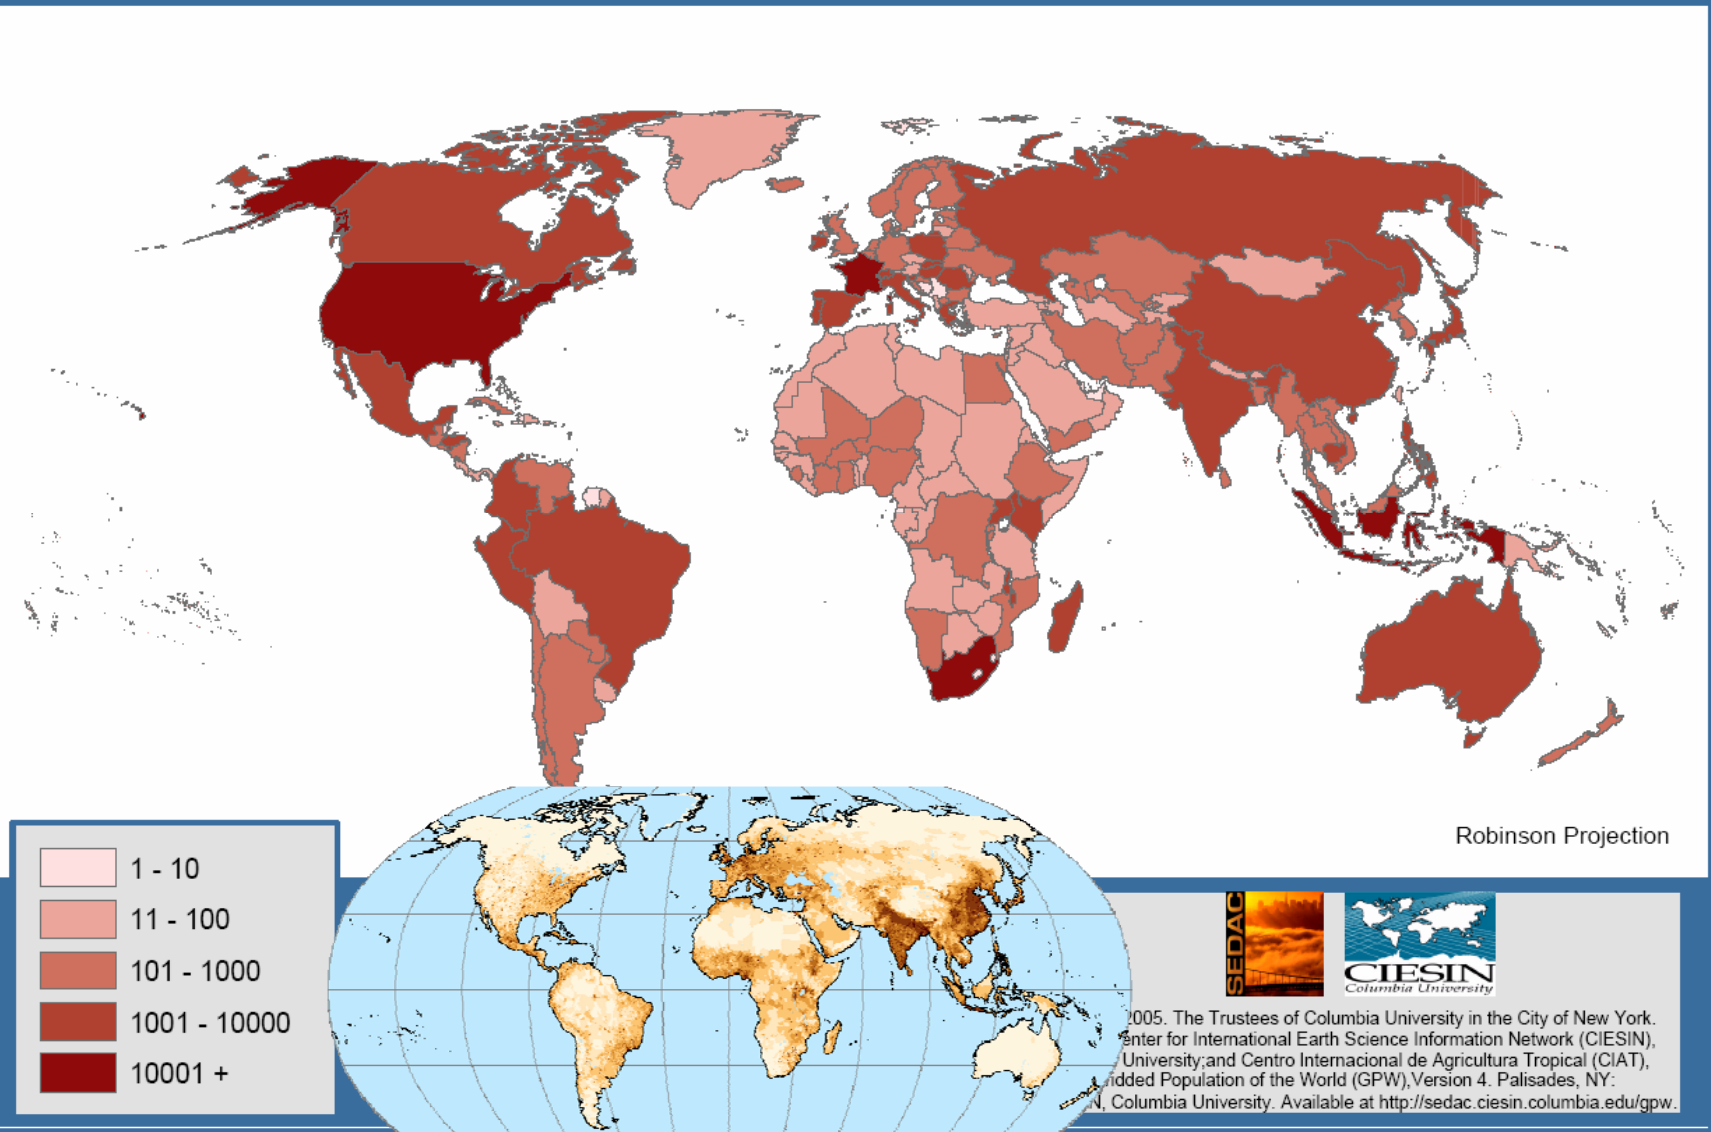 Robinson Projection
1 - 10
11 - 100
101 - 1000
1001 - 10000
10001 +
SEDAC
CIESIN
Columbia University
2005. The Trustees of Columbia University in the City of New York.
enter for International Earth Science Information Network (CIESIN),
University;and Centro Internacional de Agricultura Tropical (CIAT),
idded Population of the World (GPW),Version 4. Palisades, NY:
N, Columbia University. Available at http://sedac.ciesin.columbia.edu/gpw.